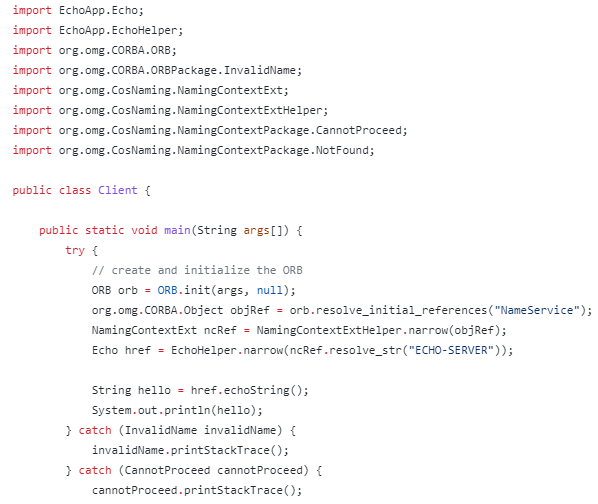 import EchoApp.Echo;
import EchoApp.EchoHelper;
import org.omg.CORBA.ORB;
import org.omg.CORBA.ORBPackage.InvalidName;
import org.omg.CosNaming.NamingContextExt;
import org.omg.CosNaming.NamingContextExtHelper;
import org.omg.CosNaming.NamingContextPackage.CannotProceed;
import org.omg.CosNaming.NamingContextPackage.NotFound;

public class Client {

    public static void main(String args[]) {
        try {
            // create and initialize the ORB
            ORB orb = ORB.init(args, null);
            org.omg.CORBA.Object objRef = orb.resolve_initial_references("NameService");
            NamingContextExt ncRef = NamingContextExtHelper.narrow(objRef);
            Echo href = EchoHelper.narrow(ncRef.resolve_str("ECHO-SERVER"));

            String hello = href.echoString();
            System.out.println(hello);
        } catch (InvalidName invalidName) {
            invalidName.printStackTrace();
        } catch (CannotProceed cannotProceed) {
            cannotProceed.printStackTrace();